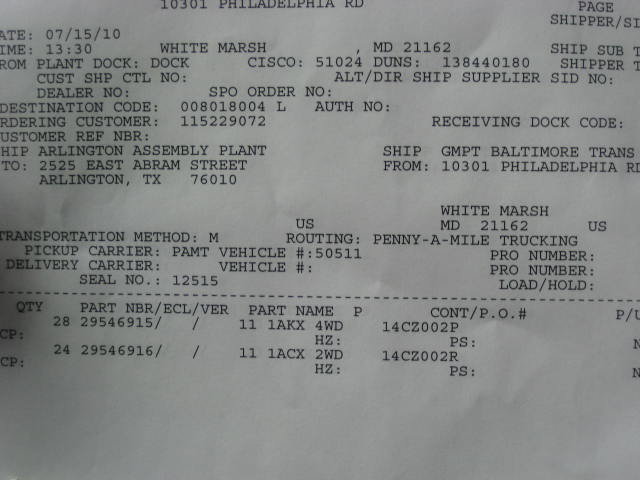 10301 PHILADELPHIA RD
PAGE
SHIPPER/SI
ATE: 07/15/10
TIME: 13:30 WHITE MARSH , MD 21162 SHIP SUB T
ROM PLANT DOCK: DOCK CISCO: 51024 DUNS: 138440180 SHIPPER T
CUST SHP CTL NO: ALT/DIR SHIP SUPPLIER SID NO:
DEALER NO: SPO ORDER NO:
DESTINATION CODE: 008018004 L AUTH NO:
RDERING CUSTOMER: 115229072 RECEIVING DOCK CODE:
USTOMER REF NBR:
HIP ARLINGTON ASSEMBLY PLANT SHIP GMPT BALTIMORE TRANS
TO: 2525 EAST ABRAM STREET FROM: 10301 PHILADELPHIA RD
ARLINGTON, TX 76010
WHITE MARSH
US MD 21162 US
TRANSPORTATION METHOD: M ROUTING: PENNY-A-MILE TRUCKING
PICKUP CARRIER: PAMT VEHICLE #:50511 PRO NUMBER:
DELIVERY CARRIER: VEHICLE #: PRO NUMBER:
SEAL NO.: 12515 LOAD/HOLD:
QTY PART NBR/ECL/VER PART NAME P CONT/P.O.# P/U
28 29546915/ / 11 1AKX 4WD 14CZ002P
CP: HZ: PS: N
24 29546916/ / 11 1ACX 2WD 14CZ002R
CP: HZ: PS: N